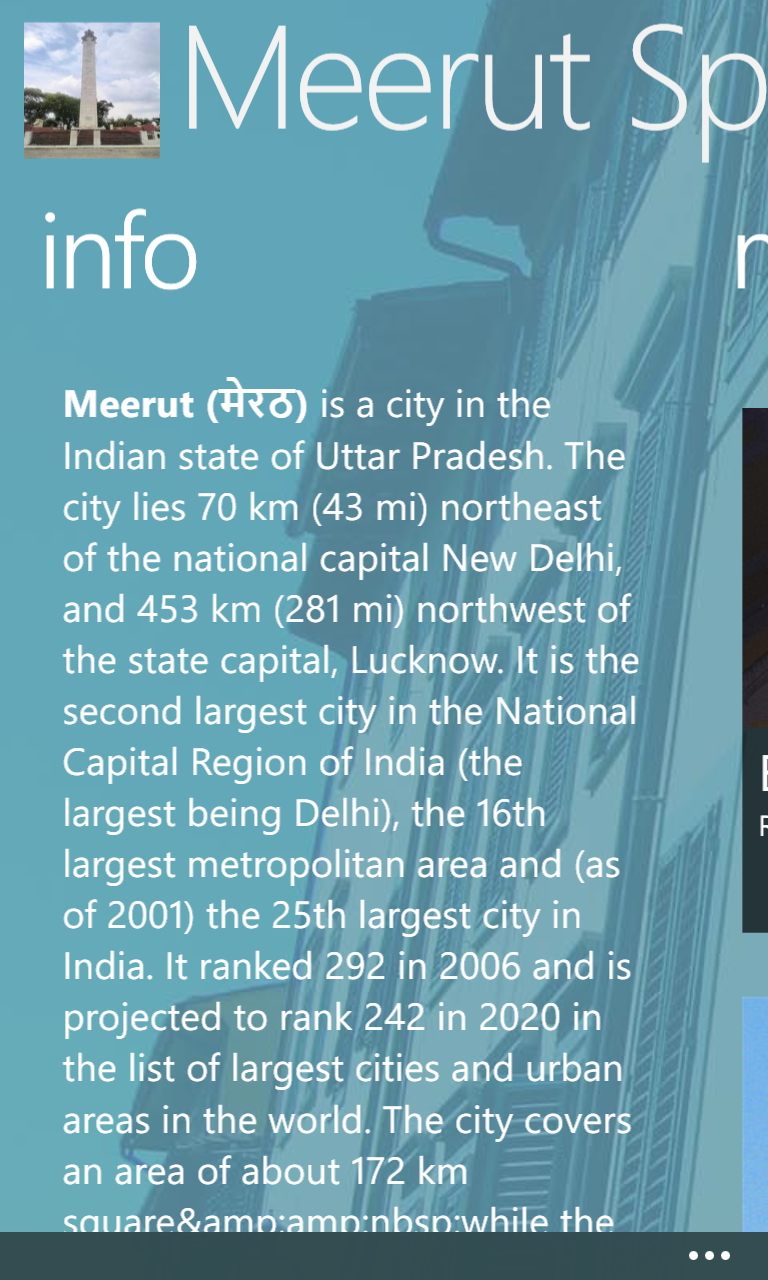 Meerut Sp
info
Meerut (मेरठ) is a city in the
Indian state of Uttar Pradesh. The
city lies 70 km (43 mi) northeast
of the national capital New Delhi,
and 453 km (281 mi) northwest of
the state capital, Lucknow. It is the
second largest city in the National
Capital Region of India (the
largest being Delhi), the 16th
largest metropolitan area and (as
of 2001) the 25th largest city in
India. It ranked 292 in 2006 and is
projected to rank 242 in 2020 in
the list of largest cities and urban
areas in the world. The city covers
an area of about 172 km
square&amp;amp;nbsp;while the